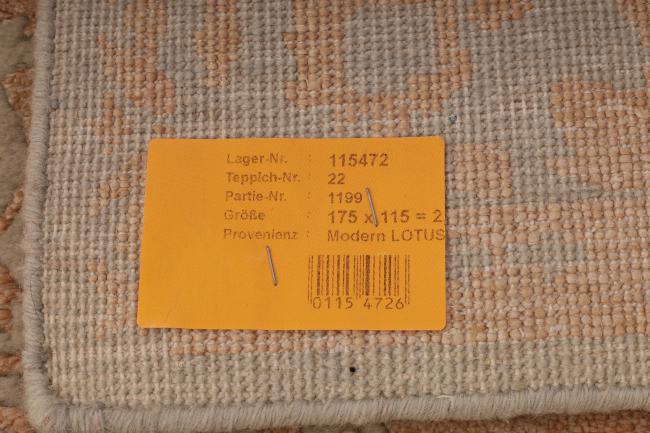 Lager-Nr. : 115472
Teppich-Nr. : 22
Partie-Nr. : 1199
Größe : 175 x 115 = 2
Provenienz : Modern LOTUS
0115 4726